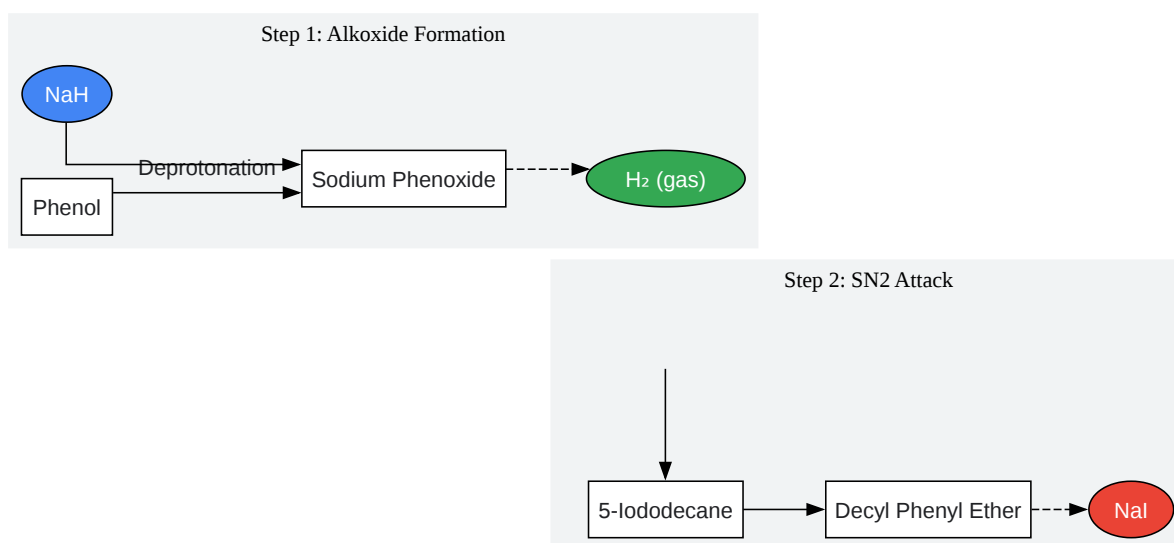 Step 1: Alkoxide Formation
NaH
Deprotonation
Phenol
Sodium Phenoxide
H₂ (gas)
Step 2: SN2 Attack
5-Iododecane
Decyl Phenyl Ether
NaI